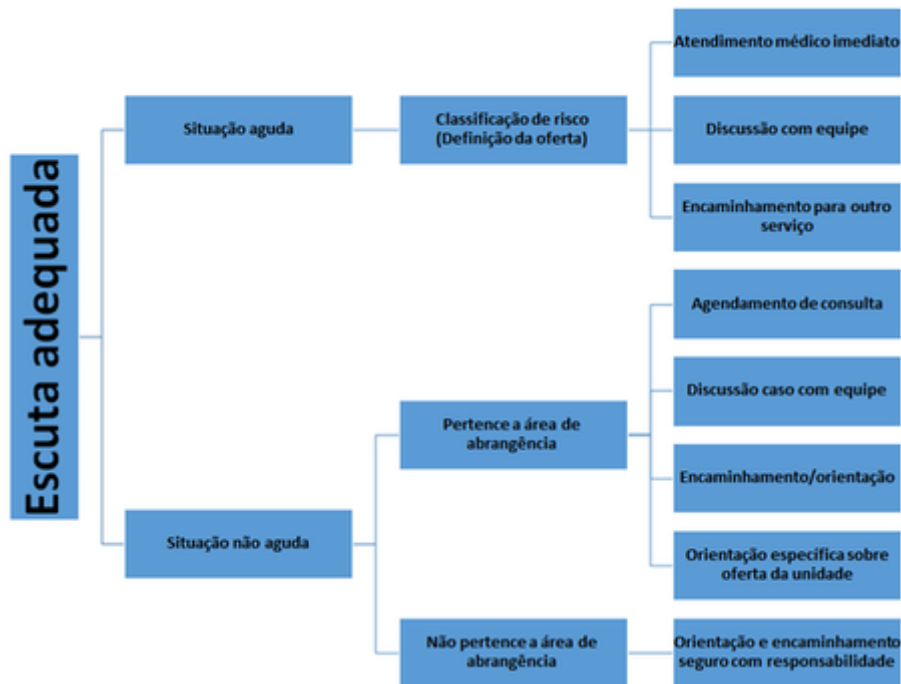 Escuta adequada
Situação aguda
Classificação de risco
(Definição da oferta)
Atendimento médico imediato
Discussão com equipe
Encaminhamento para outro
serviço
Situação não aguda
Pertence a área de
abrangência
Agendamento de consulta
Discussão caso com equipe
Encaminhamento/orientação
Orientação específica sobre
oferta da unidade
Não pertence a área de
abrangência
Orientação e encaminhamento
seguro com responsabilidade